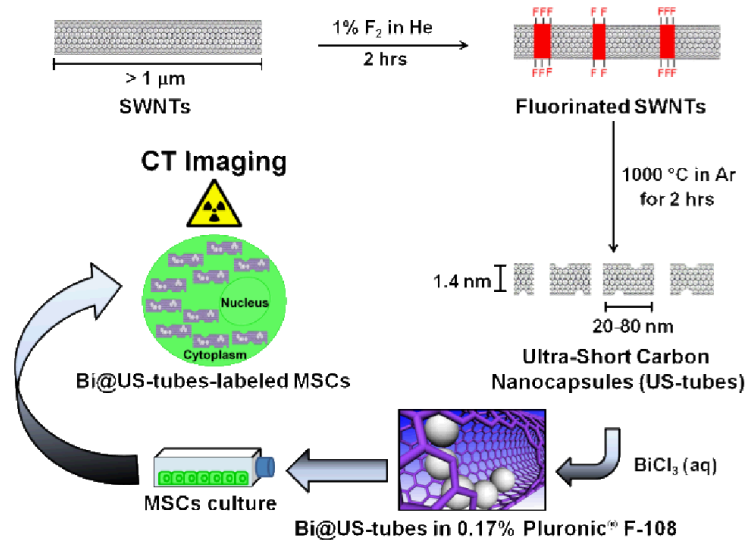 1% F₂ in He
2 hrs
> 1 μm
SWNTs
FFF
F F
FFF
FFF
F F
FFF
Fluorinated SWNTs
1000 °C in Ar
for 2 hrs
1.4 nm
20-80 nm
Ultra-Short Carbon
Nanocapsules (US-tubes)
CT Imaging
Nucleus
Cytoplasm
Bi@US-tubes-labeled MSCs
BiCl₃ (aq)
MSCs culture
Bi@US-tubes in 0.17% Pluronic® F-108